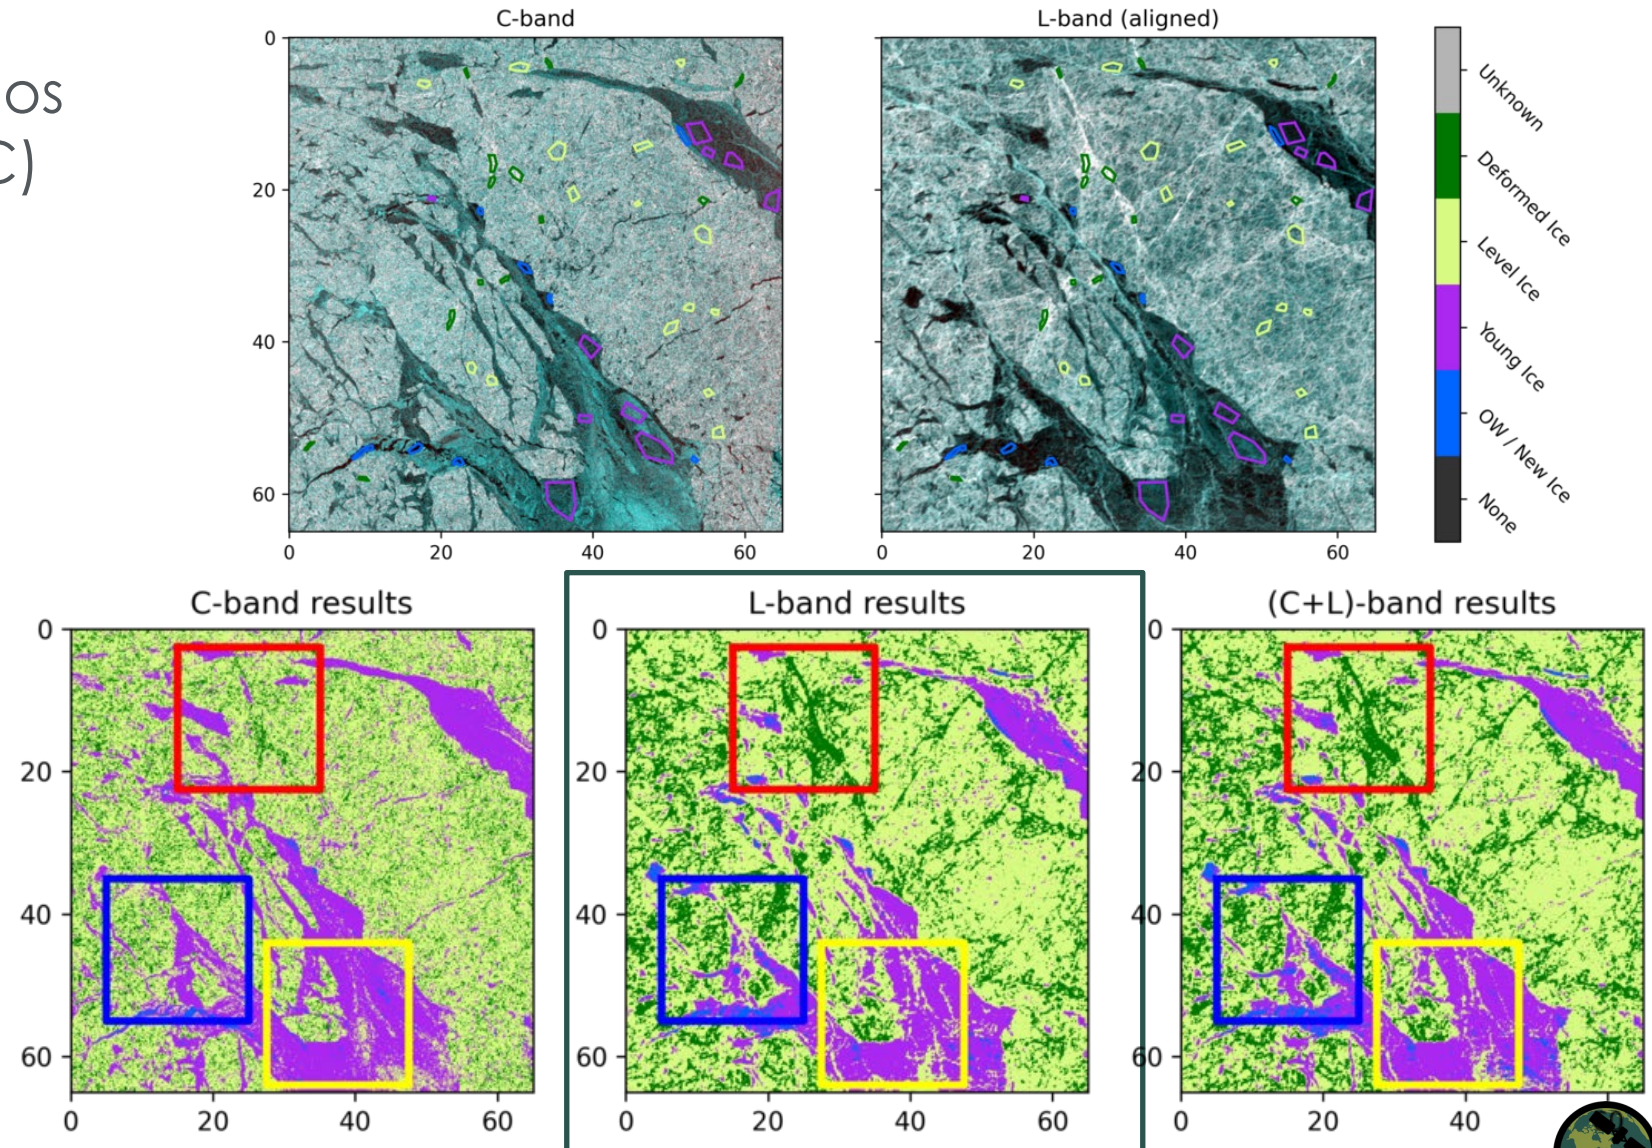 os
C)
C-band
L-band (aligned)
0
20
40
60
0 20 40 60
0 20 40 60
Unknown
Deformed Ice
Level Ice
Young Ice
OW / New Ice
None
C-band results
L-band results
(C+L)-band results
0
20
40
60
0 20 40 60
0
20
40
60
0 20 40 60
0
20
40
60
0 20 40